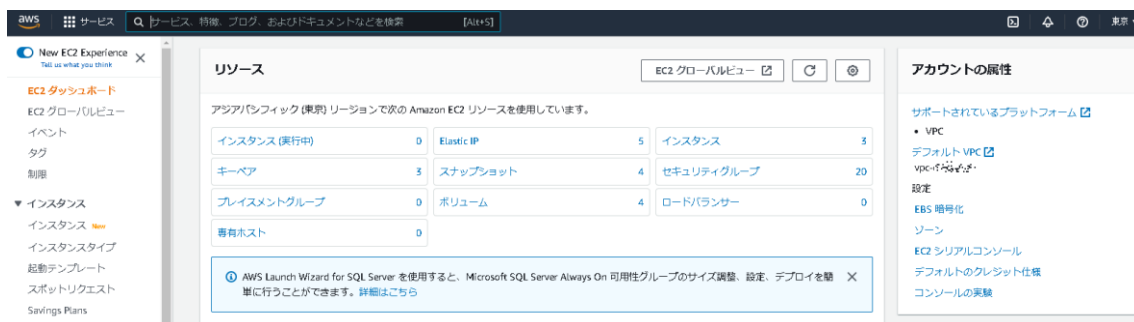 aws サービス サービス、特徴、ブログ、およびドキュメントなどを検索 [Alt+S] 東京
New EC2 Experience
Tell us what you think
EC2 ダッシュボード
EC2 グローバルビュー
イベント
タグ
制限
インスタンス
インスタンス New
インスタンスタイプ
起動テンプレート
スポットリクエスト
Savings Plans
リソース
EC2 グローバルビュー
アジアパシフィック (東京) リージョンで次の Amazon EC2 リソースを使用しています。
インスタンス (実行中) 0 Elastic IP 5 インスタンス 3
キーペア 3 スナップショット 4 セキュリティグループ 20
プレイスメントグループ 0 ボリューム 4 ロードバランサー 0
専有ホスト 0
AWS Launch Wizard for SQL Server を使用すると、Microsoft SQL Server Always On 可用性グループのサイズ調整、設定、デプロイを簡
単に行うことができます。詳細はこちら
アカウントの属性
サポートされているプラットフォーム
VPC
デフォルト VPC
vpc-
設定
EBS 暗号化
ゾーン
EC2 シリアルコンソール
デフォルトのクレジット仕様
コンソールの実験